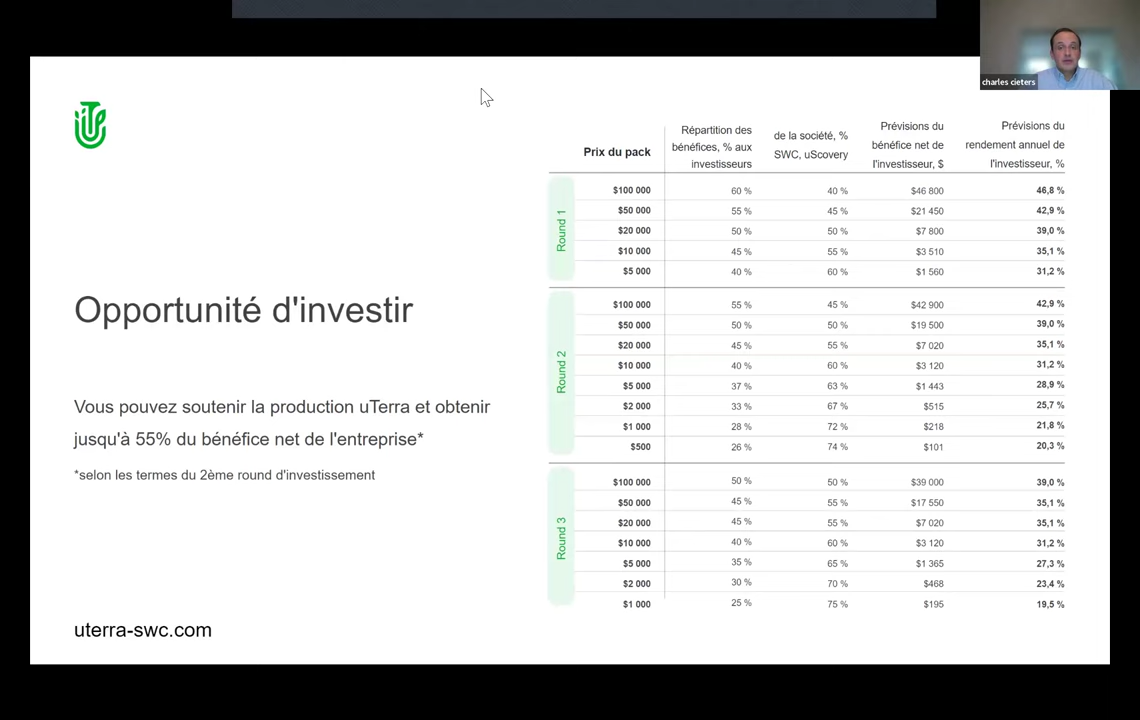 charles cieters
Opportunité d'investir
Vous pouvez soutenir la production uTerra et obtenir
jusqu'à 55% du bénéfice net de l'entreprise*
*selon les termes du 2ème round d'investissement
uterra-swc.com
Prix du pack
Répartition des
bénéfices, % aux
investisseurs
de la société, %
SWC, uScovery
Prévisions du
bénéfice net de
l'investisseur, $
Prévisions du
rendement annuel de
l'investisseur, %
Round 1
$100 000 60 % 40 % $46 800 46,8 %
$50 000 55 % 45 % $21 450 42,9 %
$20 000 50 % 50 % $7 800 39,0 %
$10 000 45 % 55 % $3 510 35,1 %
$5 000 40 % 60 % $1 560 31,2 %
Round 2
$100 000 55 % 45 % $42 900 42,9 %
$50 000 50 % 50 % $19 500 39,0 %
$20 000 45 % 55 % $7 020 35,1 %
$10 000 40 % 60 % $3 120 31,2 %
$5 000 37 % 63 % $1 443 28,9 %
$2 000 33 % 67 % $515 25,7 %
$1 000 28 % 72 % $218 21,8 %
$500 26 % 74 % $101 20,3 %
Round 3
$100 000 50 % 50 % $39 000 39,0 %
$50 000 45 % 55 % $17 550 35,1 %
$20 000 45 % 55 % $7 020 35,1 %
$10 000 40 % 60 % $3 120 31,2 %
$5 000 35 % 65 % $1 365 27,3 %
$2 000 30 % 70 % $468 23,4 %
$1 000 25 % 75 % $195 19,5 %